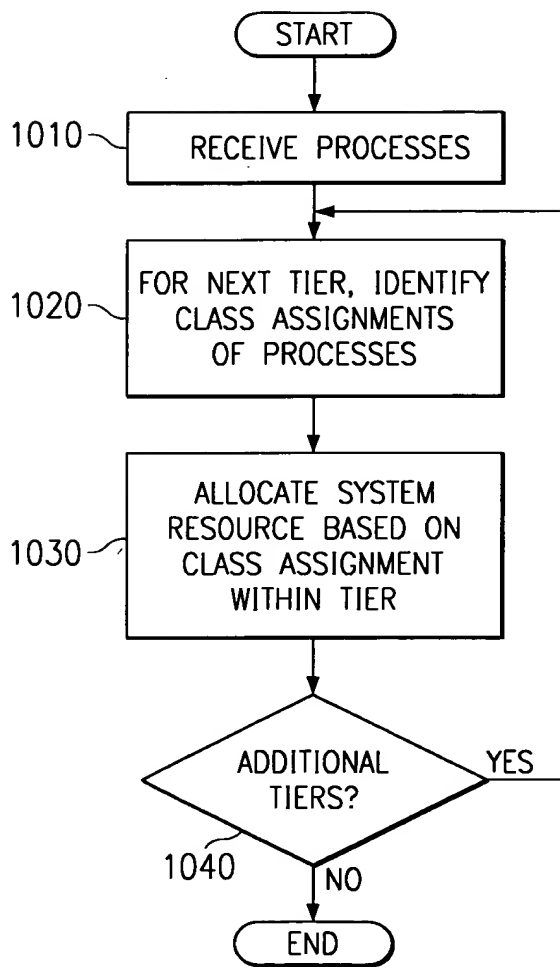 START
1010
RECEIVE PROCESSES
1020
FOR NEXT TIER, IDENTIFY
CLASS ASSIGNMENTS
OF PROCESSES
1030
ALLOCATE SYSTEM
RESOURCE BASED ON
CLASS ASSIGNMENT
WITHIN TIER
ADDITIONAL
TIERS?
YES
1040
NO
END